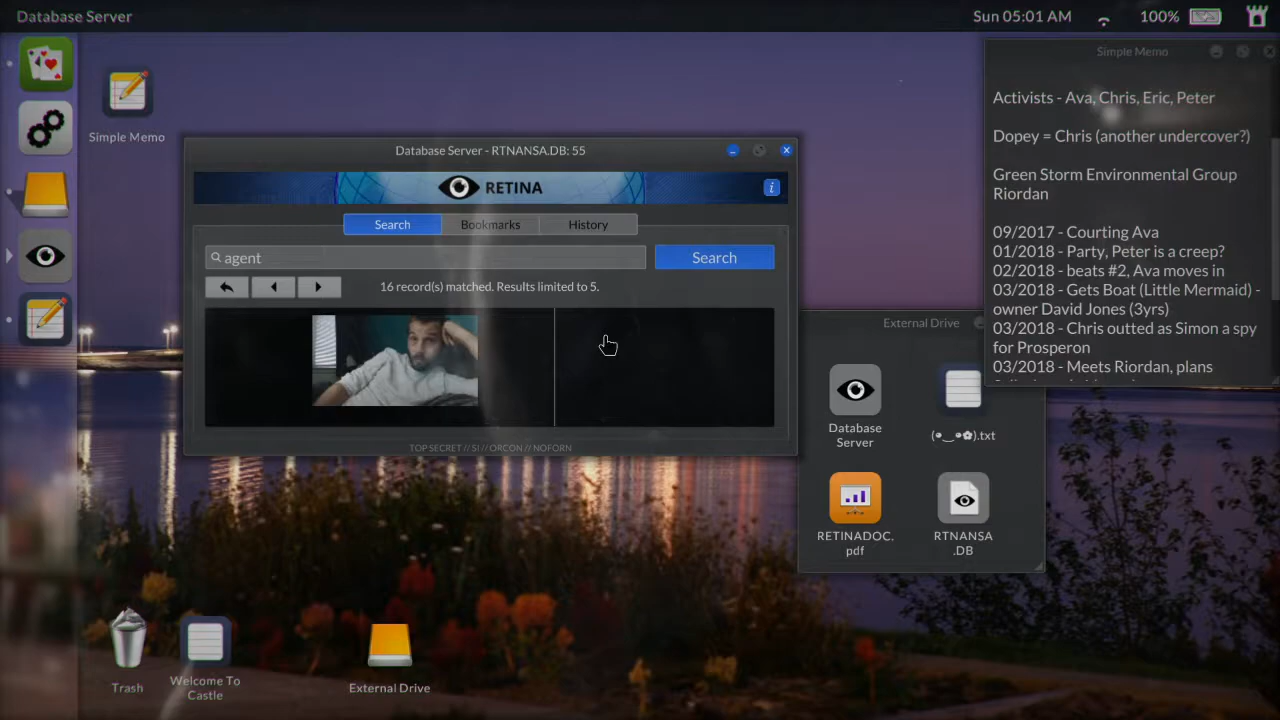 Database Server
Sun 05:01 AM
100%
Simple Memo
Simple Memo
Activists - Ava, Chris, Eric, Peter
Dopey = Chris (another undercover?)
Green Storm Environmental Group
Riordan
09/2017 - Courting Ava
01/2018 - Party, Peter is a creep?
02/2018 - beats #2, Ava moves in
03/2018 - Gets Boat (Little Mermaid) -
owner David Jones (3yrs)
03/2018 - Chris outted as Simon a spy
for Prosperon
03/2018 - Meets Riordan, plans
Database Server - RTNANSA.DB: 55
RETINA
i
Search
Bookmarks
History
agent
Search
16 record(s) matched. Results limited to 5.
TOP SECRET // SI // ORCON // NOFORN
External Drive
Database
Server
(•‿•✿).txt
RETINADOC.
pdf
RTNANSA
.DB
Trash
Welcome To
Castle
External Drive